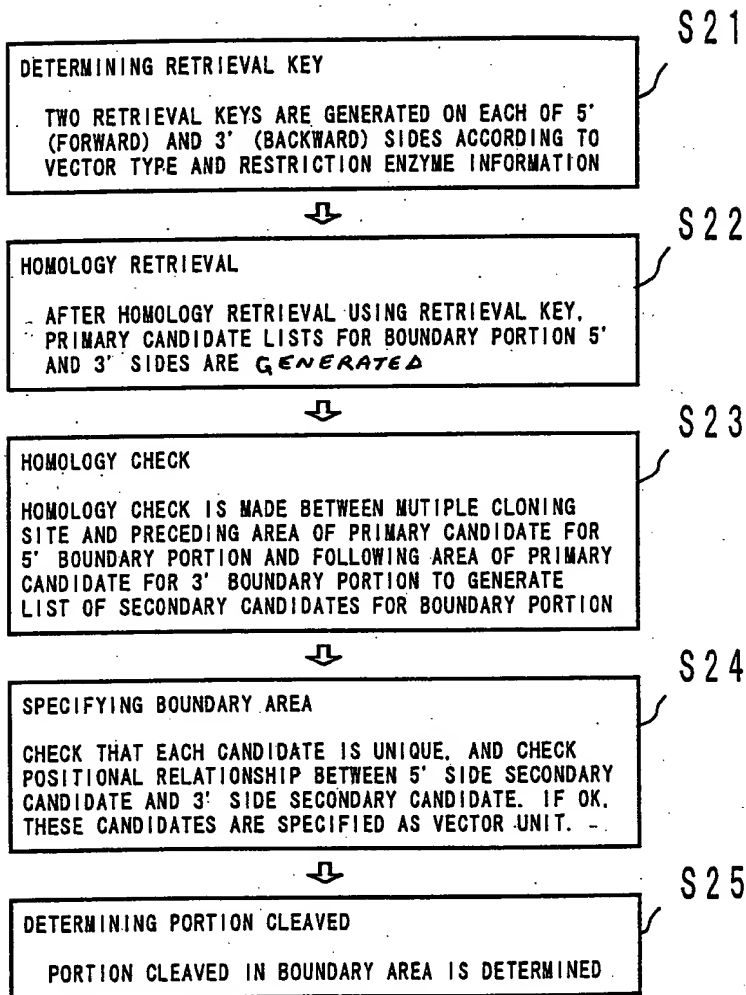 S21
DETERMINING RETRIEVAL KEY
TWO RETRIEVAL KEYS ARE GENERATED ON EACH OF 5'
(FORWARD) AND 3' (BACKWARD) SIDES ACCORDING TO
VECTOR TYPE AND RESTRICTION ENZYME INFORMATION
S22
HOMOLOGY RETRIEVAL
AFTER HOMOLOGY RETRIEVAL USING RETRIEVAL KEY,
PRIMARY CANDIDATE LISTS FOR BOUNDARY PORTION 5'
AND 3' SIDES ARE GENERATED
S23
HOMOLOGY CHECK
HOMOLOGY CHECK IS MADE BETWEEN MUTIPLE CLONING
SITE AND PRECEDING AREA OF PRIMARY CANDIDATE FOR
5' BOUNDARY PORTION AND FOLLOWING AREA OF PRIMARY
CANDIDATE FOR 3' BOUNDARY PORTION TO GENERATE
LIST OF SECONDARY CANDIDATES FOR BOUNDARY PORTION
S24
SPECIFYING BOUNDARY AREA
CHECK THAT EACH CANDIDATE IS UNIQUE, AND CHECK
POSITIONAL RELATIONSHIP BETWEEN 5' SIDE SECONDARY
CANDIDATE AND 3' SIDE SECONDARY CANDIDATE. IF OK,
THESE CANDIDATES ARE SPECIFIED AS VECTOR UNIT.
S25
DETERMINING PORTION CLEAVED
PORTION CLEAVED IN BOUNDARY AREA IS DETERMINED